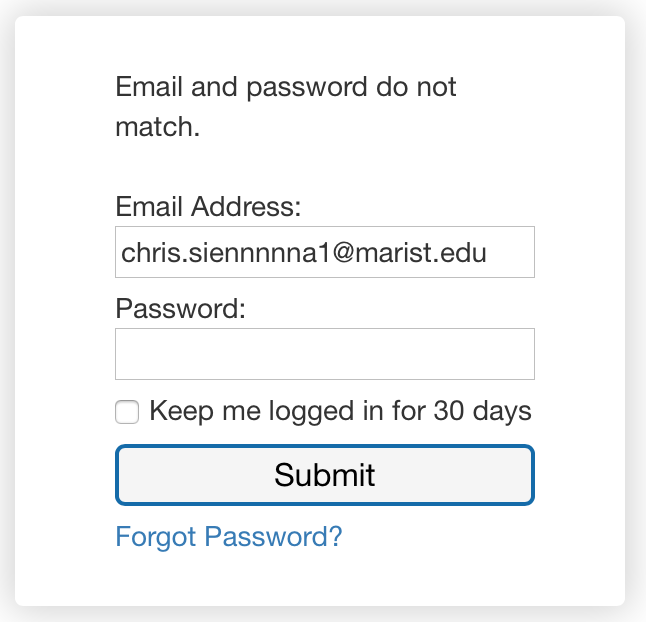 Email and password do not
match.
Email Address:
chris.siennnnna1@marist.edu
Password:
Keep me logged in for 30 days
Submit
Forgot Password?